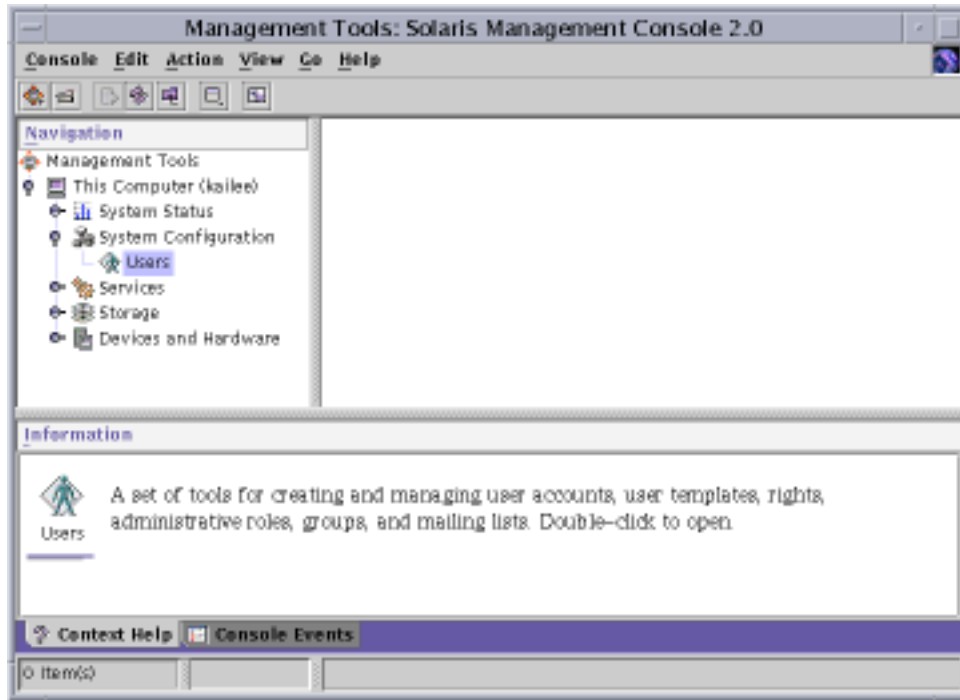 Management Tools: Solaris Management Console 2.0
Console Edit Action View Go Help
Navigation
Management Tools
This Computer (kailee)
System Status
System Configuration
Users
Services
Storage
Devices and Hardware
Information
A set of tools for creating and managing user accounts, user templates, rights,
administrative roles, groups, and mailing lists. Double-click to open.
Users
Context Help Console Events
0 Item(s)